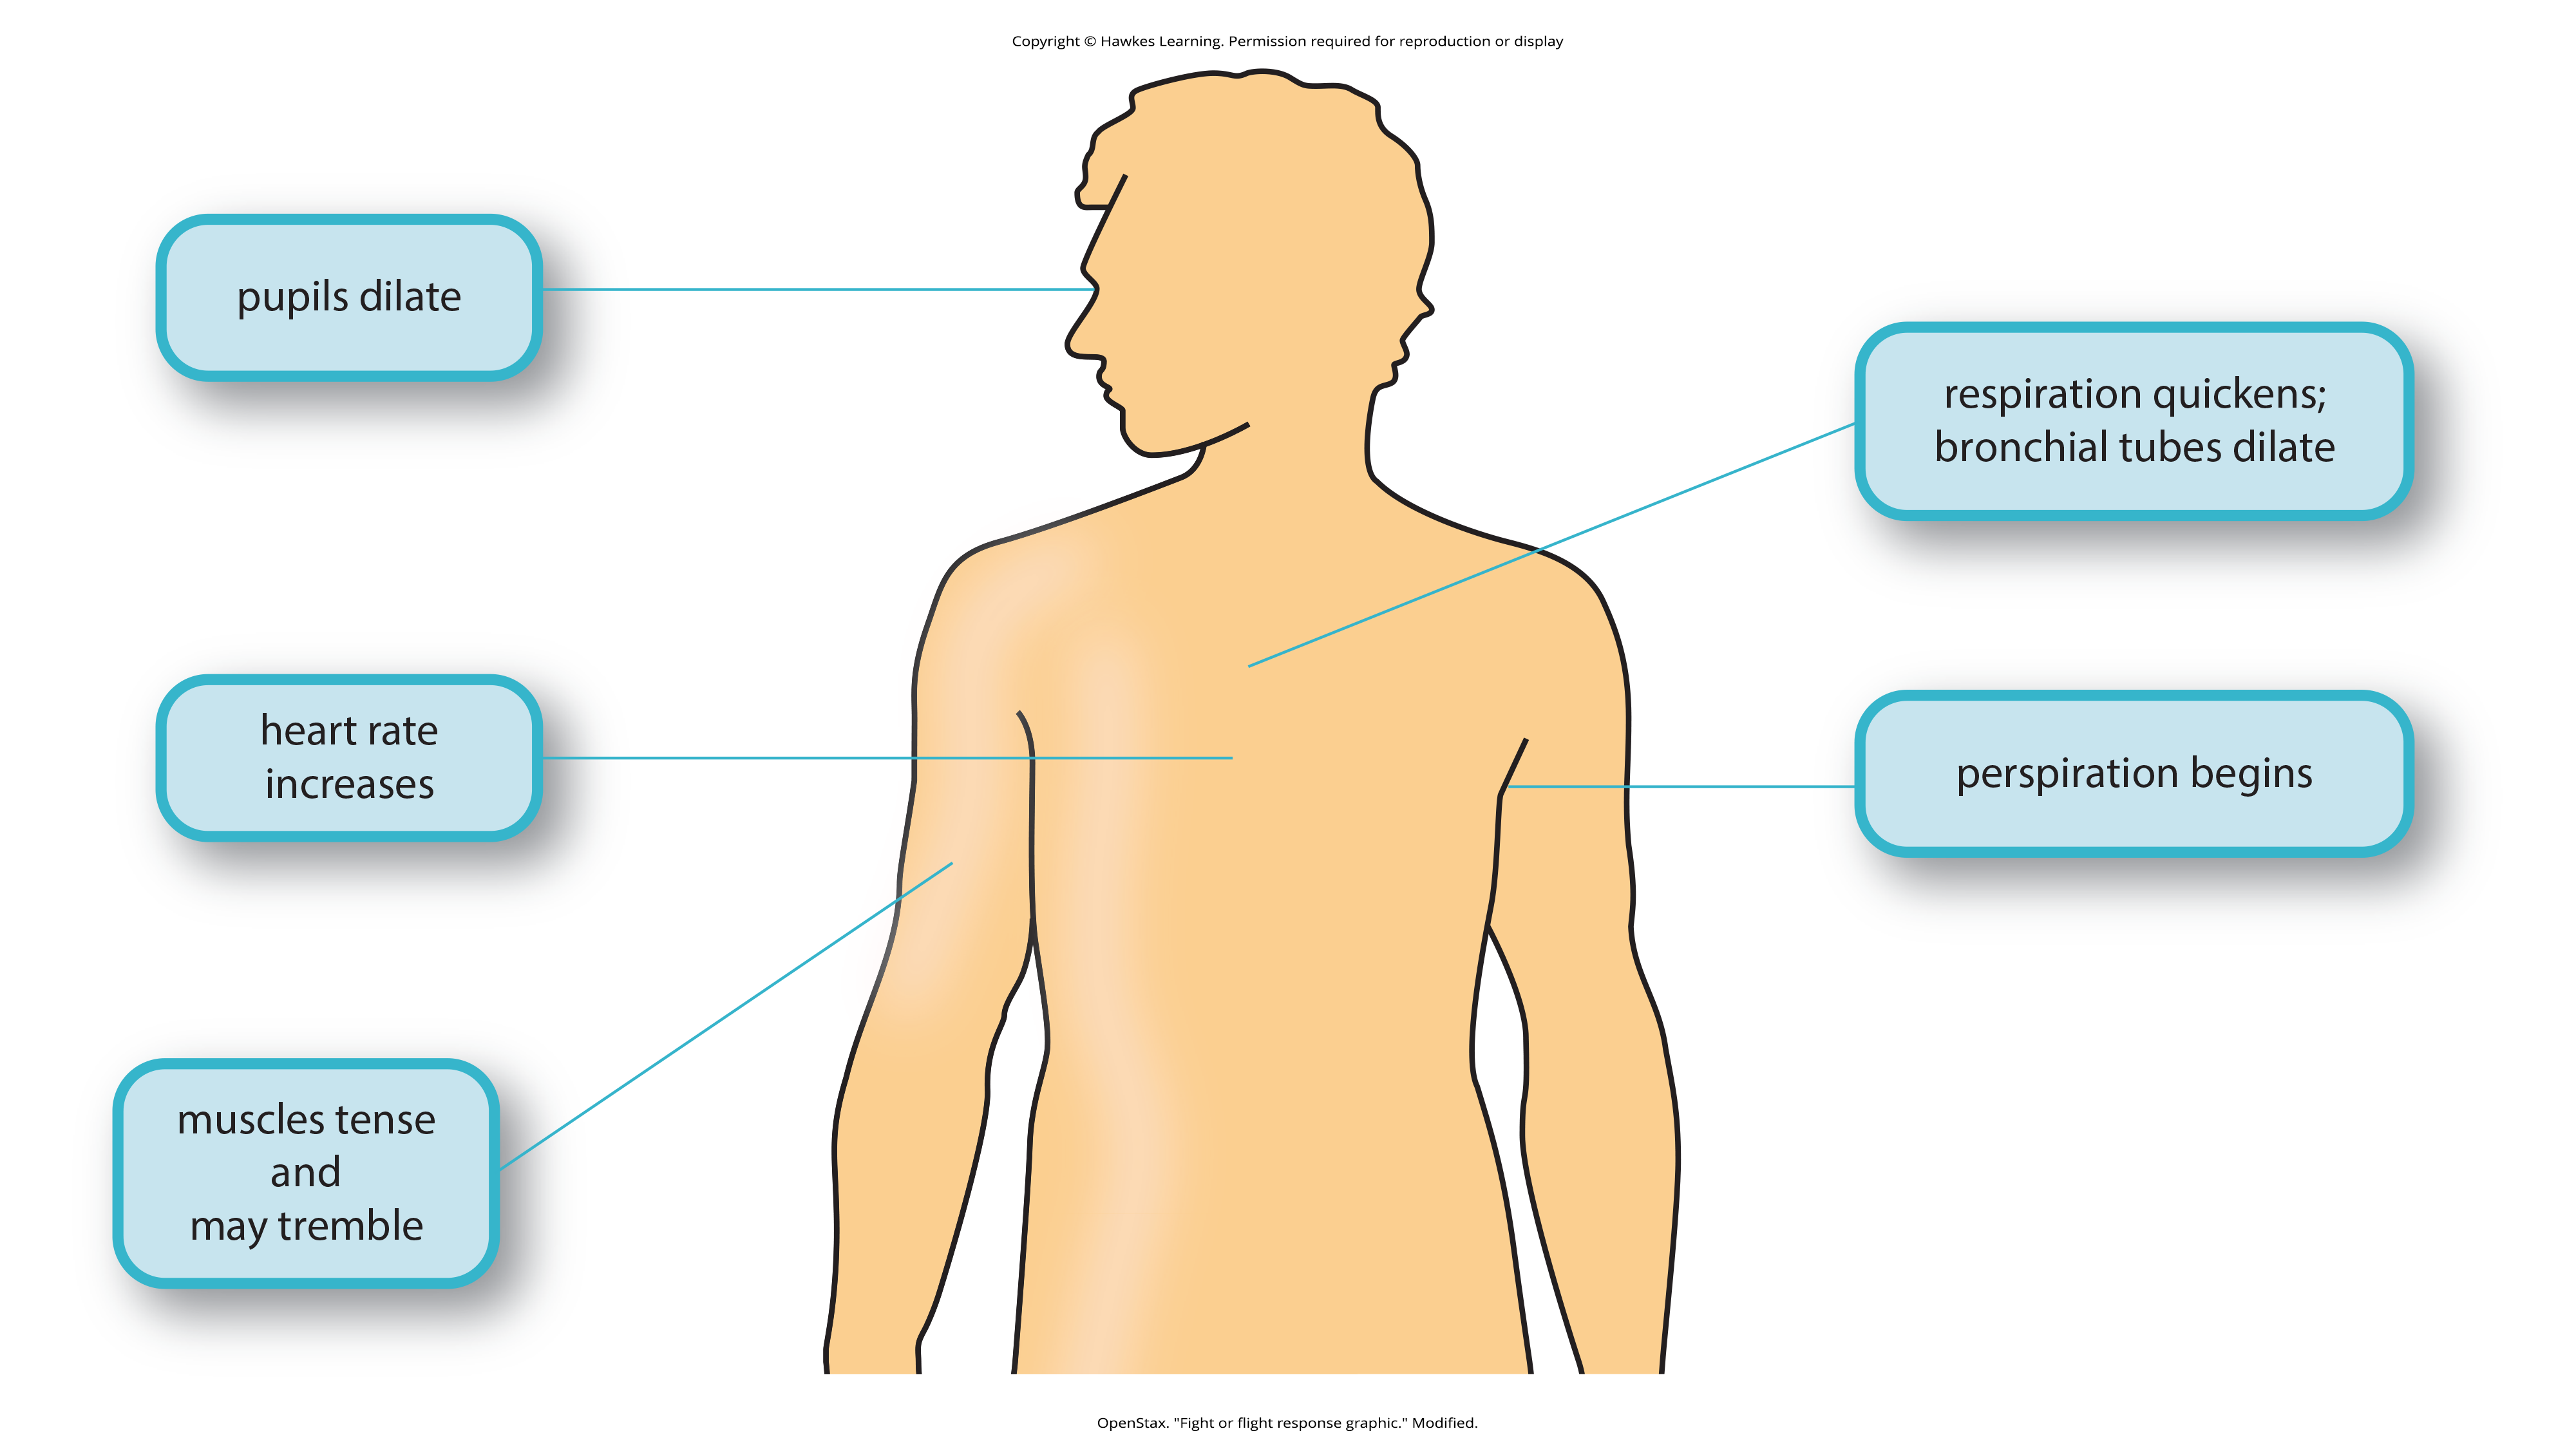 Copyright © Hawkes Learning. Permission required for reproduction or display
pupils dilate
respiration quickens;
bronchial tubes dilate
heart rate
increases
perspiration begins
muscles tense
and
may tremble
OpenStax. "Fight or flight response graphic." Modified.